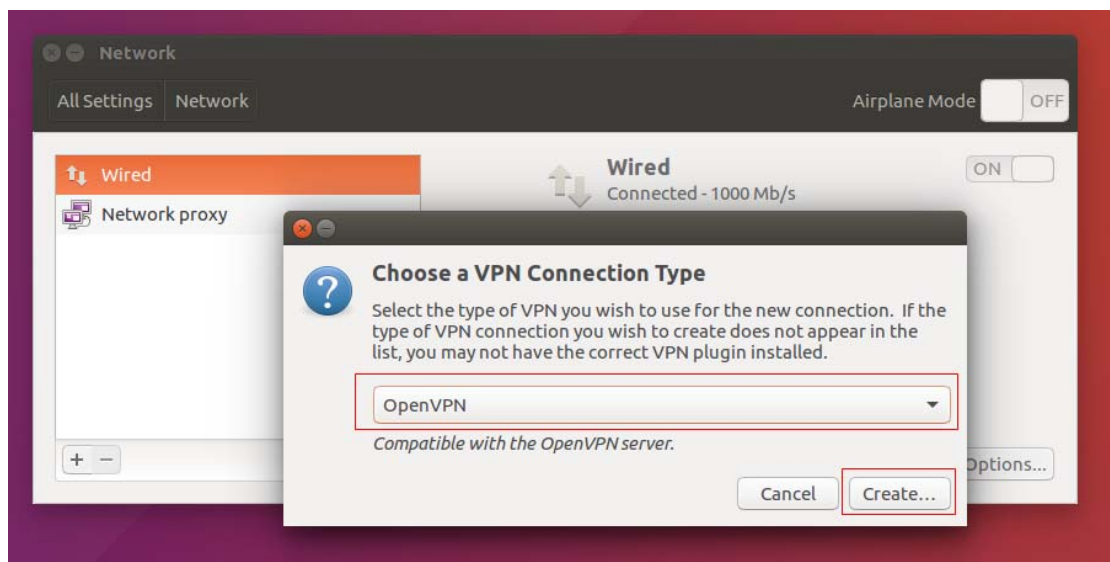 Network
All Settings Network
Airplane Mode OFF
Wired
Network proxy
Wired
Connected - 1000 Mb/s
ON
Choose a VPN Connection Type
Select the type of VPN you wish to use for the new connection. If the
type of VPN connection you wish to create does not appear in the
list, you may not have the correct VPN plugin installed.
OpenVPN
Compatible with the OpenVPN server.
+ -
Options...
Cancel Create...